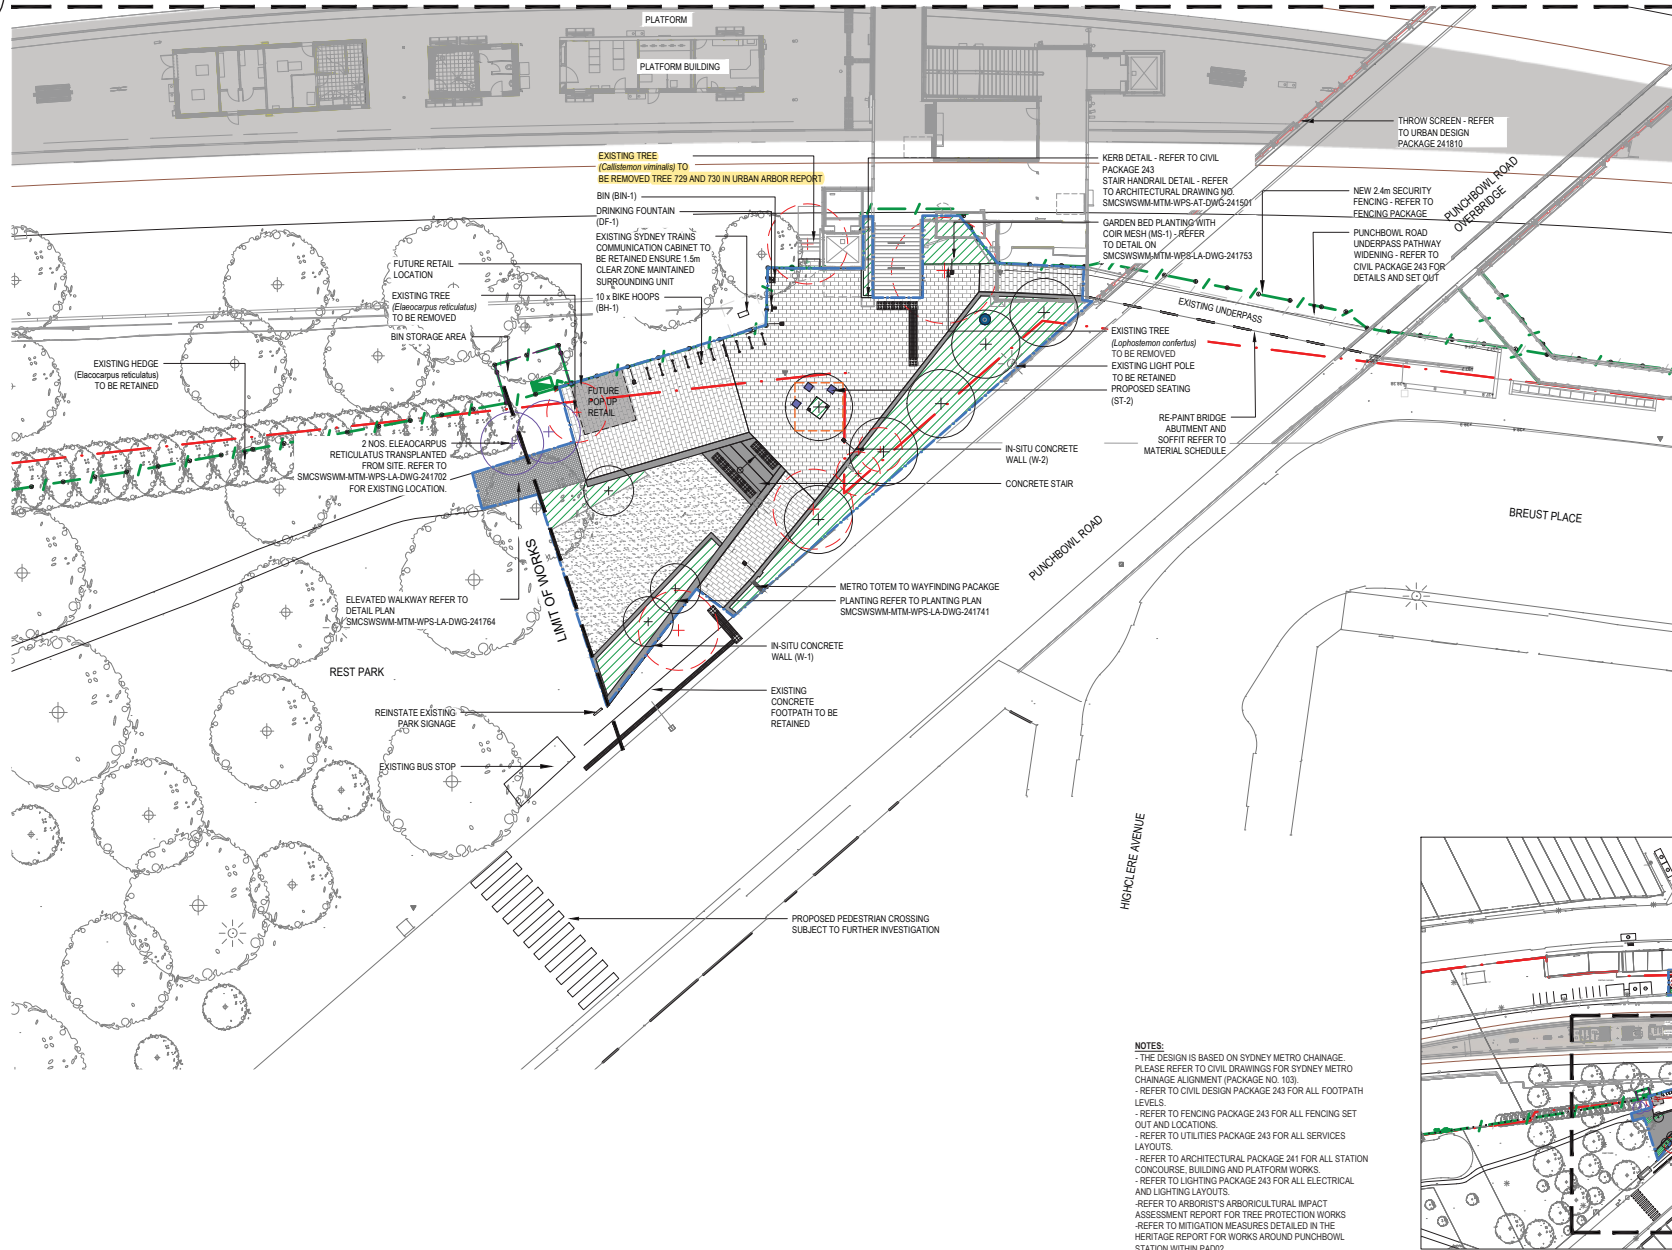 PLATFORM
PLATFORM BUILDING
THROW SCREEN - REFER
TO URBAN DESIGN
PACKAGE 241810
EXISTING TREE
(Callistemon viminalis) TO
BE REMOVED TREE 729 AND 730 IN URBAN ARBOR REPORT
BIN (BIN-1)
DRINKING FOUNTAIN
(DF-1)
EXISTING SYDNEY TRAINS
COMMUNICATION CABINET TO
BE RETAINED ENSURE 1.5m
CLEAR ZONE MAINTAINED
SURROUNDING UNIT
10 x BIKE HOOPS
(BH-1)
KERB DETAIL - REFER TO CIVIL
PACKAGE 243
STAIR HANDRAIL DETAIL - REFER
TO ARCHITECTURAL DRAWING NO.
SMCSWSWM-MTM-WPS-AT-DWG-241501
GARDEN BED PLANTING WITH
COIR MESH (MS-1) - REFER
TO DETAIL ON
SMCSWSWM-MTM-WPS-LA-DWG-241753
NEW 2.4m SECURITY
FENCING - REFER TO
FENCING PACKAGE
PUNCHBOWL ROAD
OVERBRIDGE
PUNCHBOWL ROAD
UNDERPASS PATHWAY
WIDENING - REFER TO
CIVIL PACKAGE 243 FOR
DETAILS AND SET OUT
FUTURE RETAIL
LOCATION
EXISTING TREE
(Elaeocarpus reticulatus)
TO BE REMOVED
BIN STORAGE AREA
EXISTING HEDGE
(Elaeocarpus reticulatus)
TO BE RETAINED
EXISTING UNDERPASS
EXISTING TREE
(Lophostemon confertus)
TO BE REMOVED
EXISTING LIGHT POLE
TO BE RETAINED
PROPOSED SEATING
(ST-2)
FUTURE
POP UP
RETAIL
RE-PAINT BRIDGE
ABUTMENT AND
SOFFIT REFER TO
MATERIAL SCHEDULE
2 NOS. ELEAOCARPUS
RETICULATUS TRANSPLANTED
FROM SITE. REFER TO
SMCSWSWM-MTM-WPS-LA-DWG-241702
FOR EXISTING LOCATION.
IN-SITU CONCRETE
WALL (W-2)
CONCRETE STAIR
BREUST PLACE
PUNCHBOWL ROAD
LIMIT OF WORKS
METRO TOTEM TO WAYFINDING PACAKGE
PLANTING REFER TO PLANTING PLAN
SMCSWSWM-MTM-WPS-LA-DWG-241741
ELEVATED WALKWAY REFER TO
DETAIL PLAN
SMCSWSWM-MTM-WPS-LA-DWG-241764
IN-SITU CONCRETE
WALL (W-1)
REST PARK
EXISTING
CONCRETE
FOOTPATH TO BE
RETAINED
REINSTATE EXISTING
PARK SIGNAGE
EXISTING BUS STOP
HIGHCLERE AVENUE
PROPOSED PEDESTRIAN CROSSING
SUBJECT TO FURTHER INVESTIGATION
NOTES:
- THE DESIGN IS BASED ON SYDNEY METRO CHAINAGE.
PLEASE REFER TO CIVIL DRAWINGS FOR SYDNEY METRO
CHAINAGE ALIGNMENT (PACKAGE NO. 103).
- REFER TO CIVIL DESIGN PACKAGE 243 FOR ALL FOOTPATH
LEVELS.
- REFER TO FENCING PACKAGE 243 FOR ALL FENCING SET
OUT AND LOCATIONS.
- REFER TO UTILITIES PACKAGE 243 FOR ALL SERVICES
LAYOUTS.
- REFER TO ARCHITECTURAL PACKAGE 241 FOR ALL STATION
CONCOURSE, BUILDING AND PLATFORM WORKS.
- REFER TO LIGHTING PACKAGE 243 FOR ALL ELECTRICAL
AND LIGHTING LAYOUTS.
-REFER TO ARBORIST'S ARBORICULTURAL IMPACT
ASSESSMENT REPORT FOR TREE PROTECTION WORKS
-REFER TO MITIGATION MEASURES DETAILED IN THE
HERITAGE REPORT FOR WORKS AROUND PUNCHBOWL
STATION WITHIN PAD02